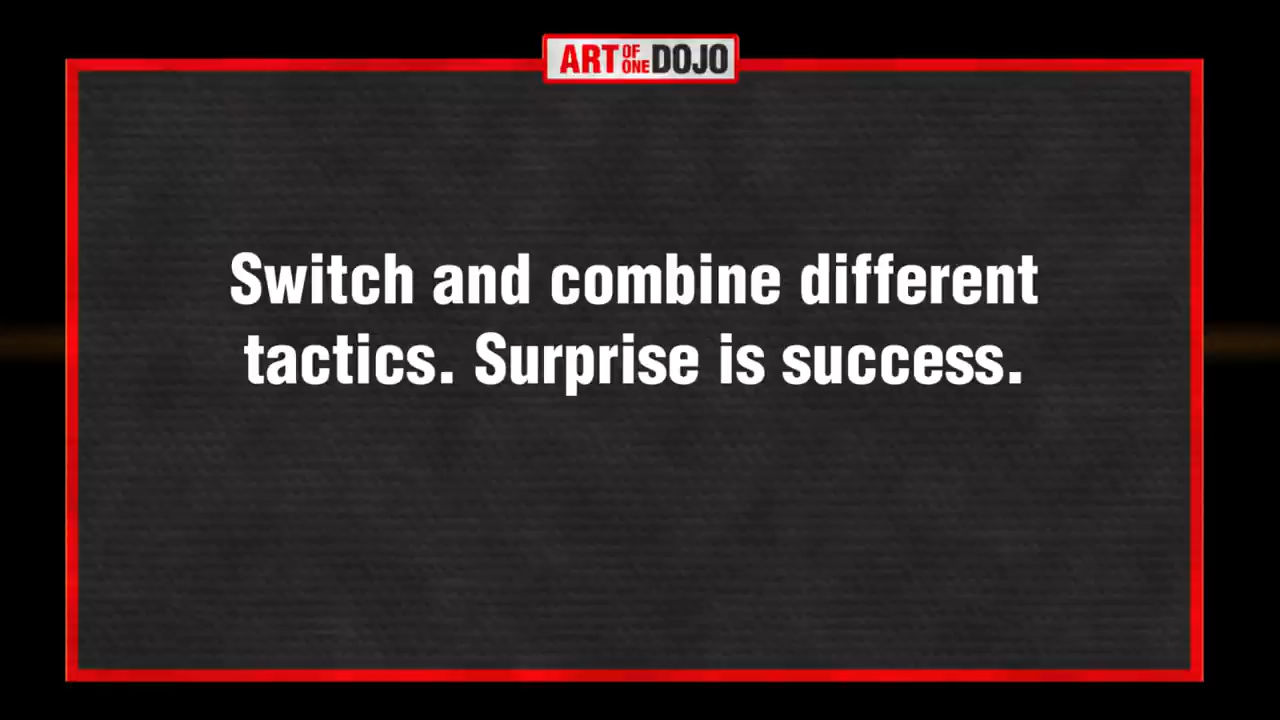 ART OF ONE DOJO
Switch and combine different
tactics. Surprise is success.